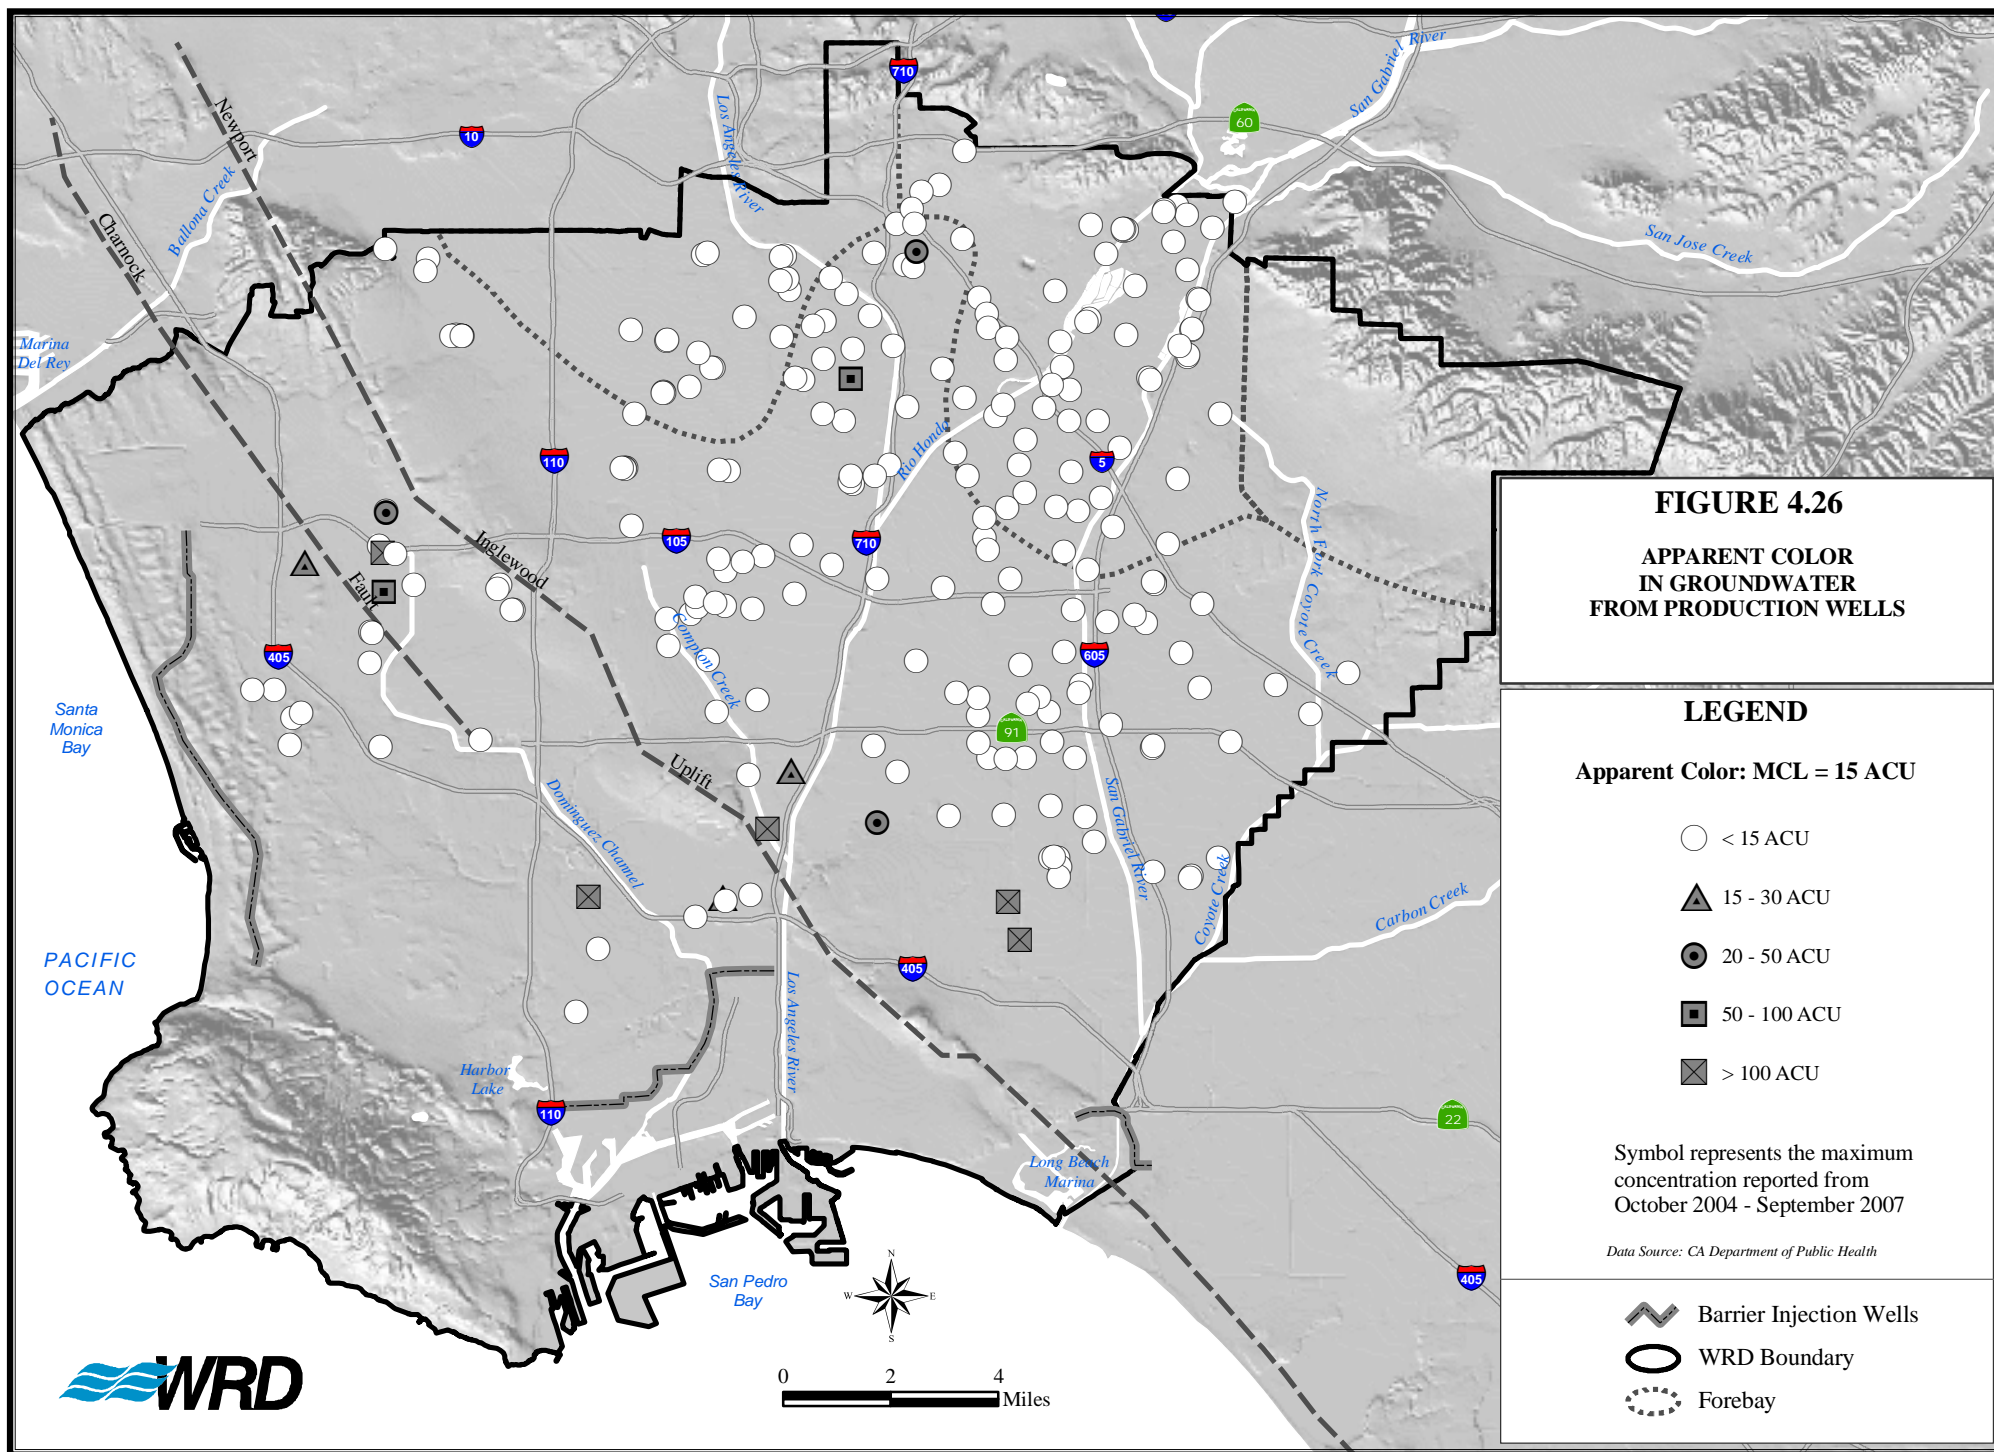 FIGURE 4.26
APPARENT COLOR
IN GROUNDWATER
FROM PRODUCTION WELLS
LEGEND
Apparent Color: MCL = 15 ACU
< 15 ACU
15 - 30 ACU
20 - 50 ACU
50 - 100 ACU
> 100 ACU
Symbol represents the maximum
concentration reported from
October 2004 - September 2007
Data Source: CA Department of Public Health
Barrier Injection Wells
WRD Boundary
Forebay
710
10
CALIFORNIA
60
San Gabriel River
Los Angeles River
Newport
Ballona Creek
Charnock
San Jose Creek
Marina
Del Rey
110
5
Rio Hondo
North Fork Coyote Creek
105
710
Inglewood
Fault
Compton Creek
405
605
Santa
Monica
Bay
CALIFORNIA
91
Uplift
Dominguez Channel
San Gabriel River
Coyote Creek
Carbon Creek
PACIFIC
OCEAN
405
Los Angeles River
Harbor
Lake
110
CALIFORNIA
22
Long Beach
Marina
405
San Pedro
Bay
N
W
E
S
0
2
4
Miles
WRD